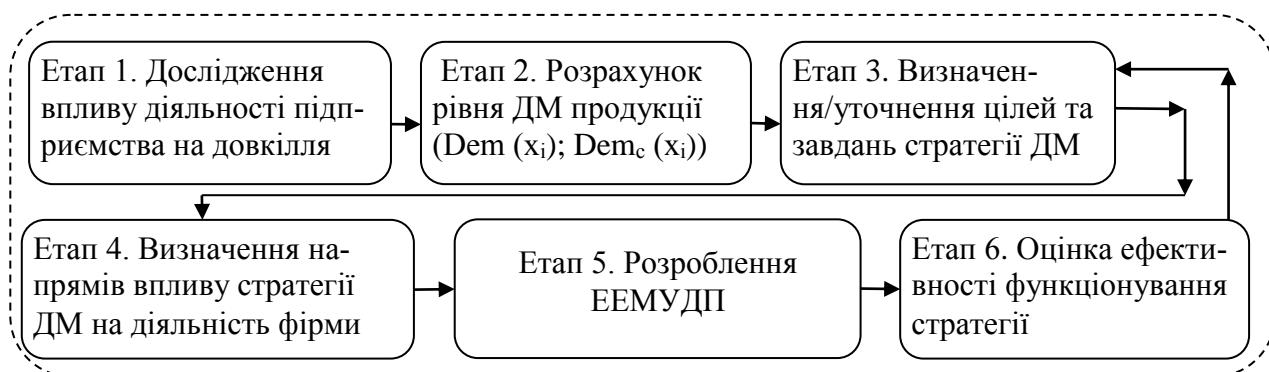 Етап 1. Дослідження
впливу діяльності підп-
риємства на довкілля
Етап 2. Розрахунок
рівня ДМ продукції
(Dem (xᵢ); Dem_c (xᵢ))
Етап 3. Визначен-
ня/уточнення цілей та
завдань стратегії ДМ
Етап 4. Визначення на-
прямів впливу стратегії
ДМ на діяльність фірми
Етап 5. Розроблення
ЕЕМУДП
Етап 6. Оцінка ефекти-
вності функціонування
стратегії